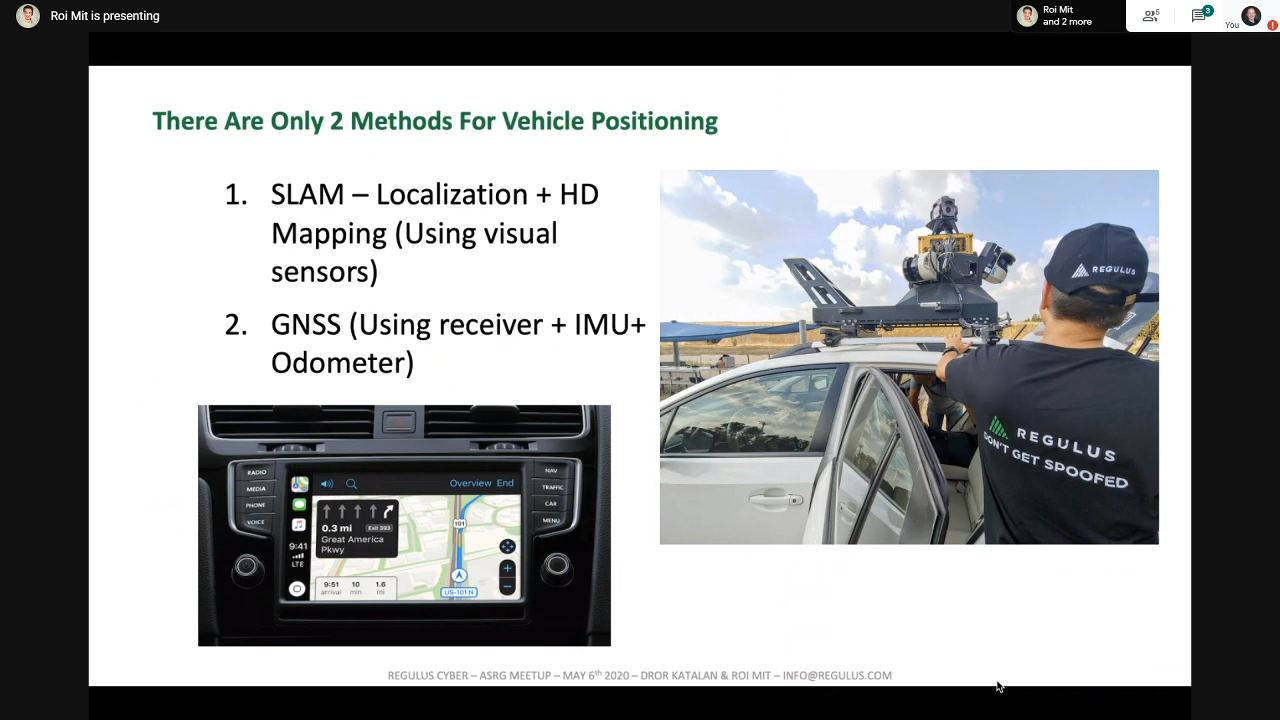 Roi Mit is presenting
Roi Mit
and 2 more
5
3
You
There Are Only 2 Methods For Vehicle Positioning
1. SLAM – Localization + HD
Mapping (Using visual
sensors)
2. GNSS (Using receiver + IMU+
Odometer)
REGULUS
REGULUS
DON'T GET SPOOFED
RADIO
MEDIA
PHONE
VOICE
NAV
TRAFFIC
CAR
MENU
Overview End
0.3 mi
Exit 393
Great America
Pkwy
101
9:41
LTE
9:51 10 1.6
arrival min mi
US-101 N
REGULUS CYBER – ASRG MEETUP – MAY 6th 2020 – DROR KATALAN & ROI MIT – INFO@REGULUS.COM